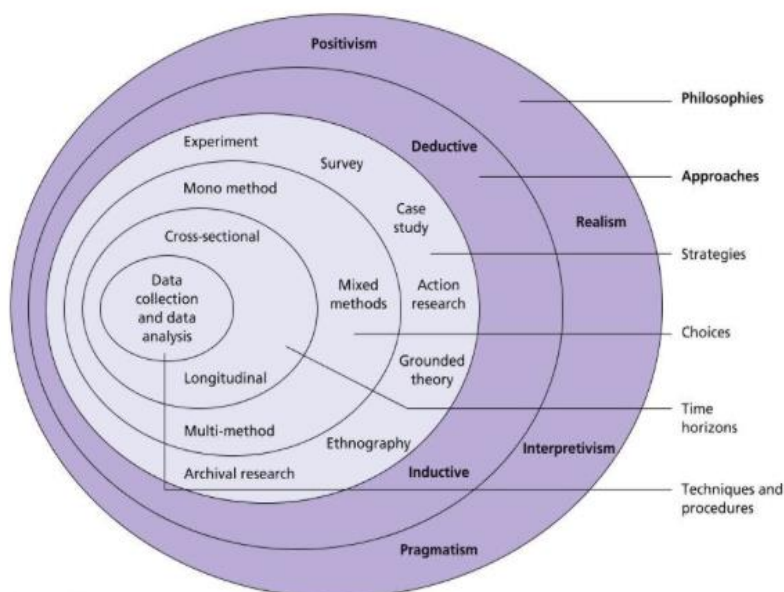 Positivism
Philosophies
Deductive
Approaches
Experiment
Survey
Mono method
Case
study
Realism
Cross-sectional
Strategies
Data
collection
and data
analysis
Mixed
methods
Action
research
Choices
Grounded
theory
Longitudinal
Time
horizons
Multi-method
Ethnography
Interpretivism
Archival research
Inductive
Techniques and
procedures
Pragmatism